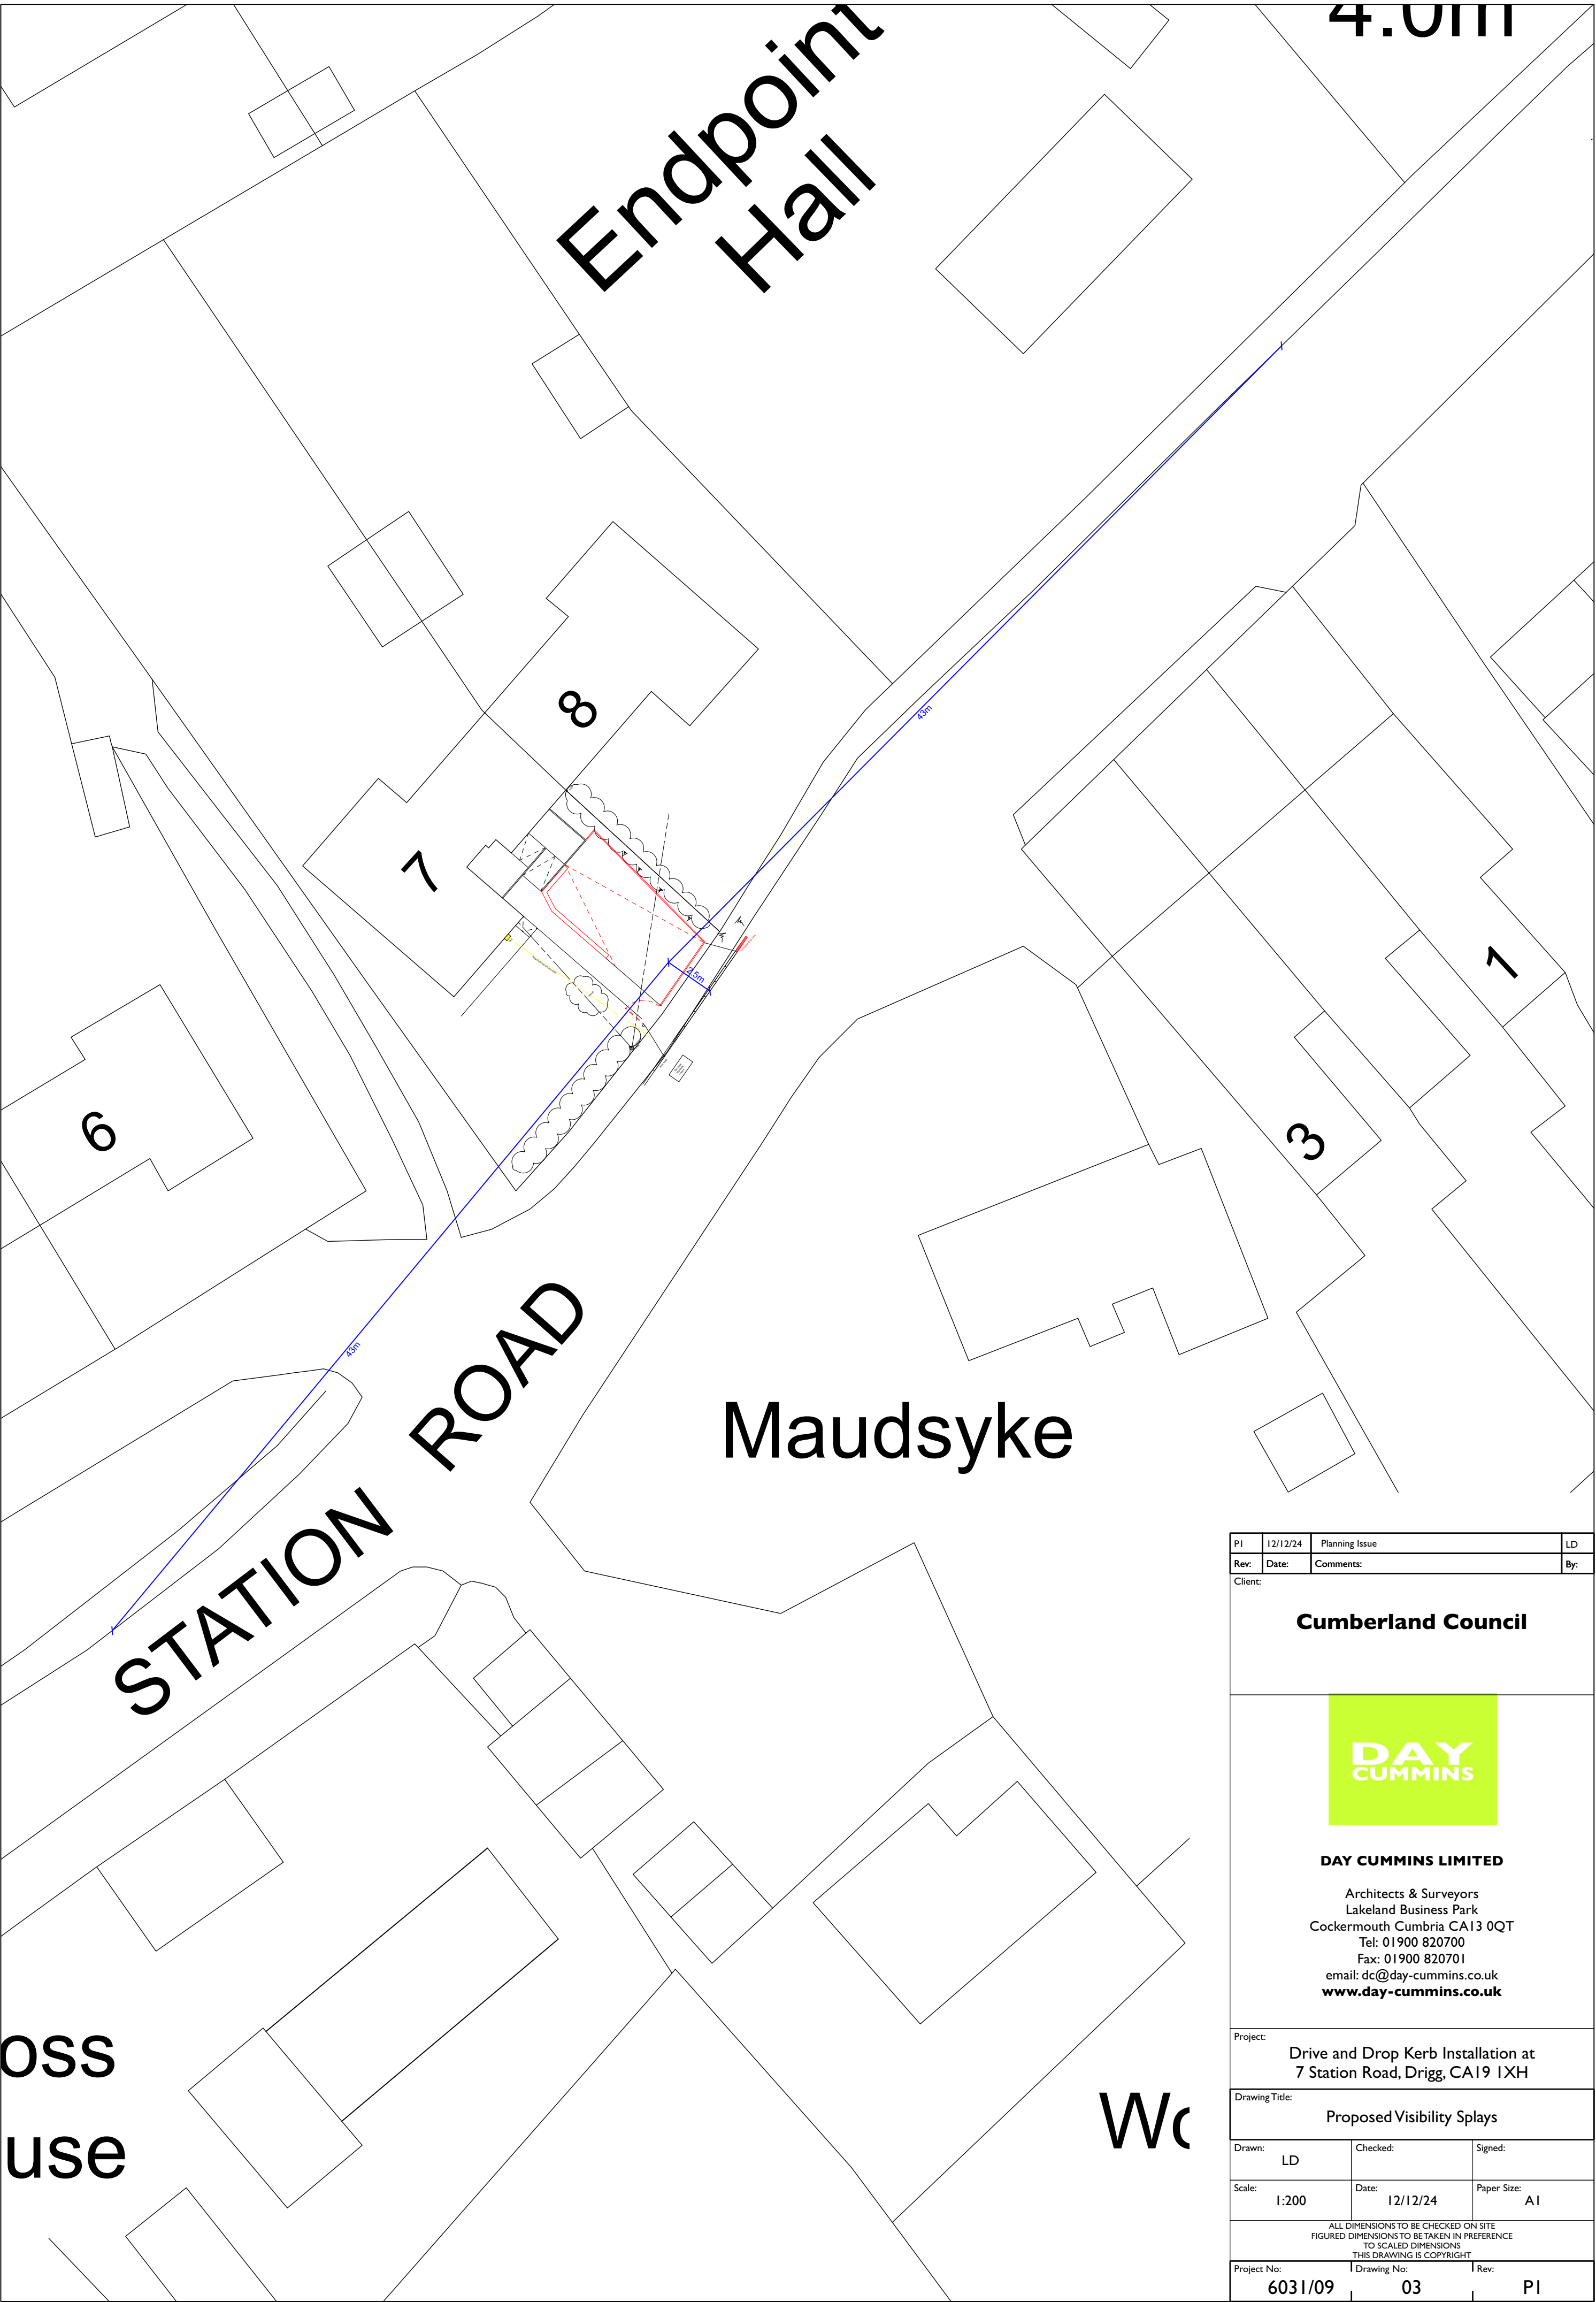 4.0m
Endpoint
Hall
8
43m
7
2.5m
1
6
3
43m
STATION ROAD
Maudsyke
oss
use
Wo
P1 12/12/24 Planning Issue LD
Rev: Date: Comments: By:
Client:
Cumberland Council
DAY
CUMMINS
DAY CUMMINS LIMITED
Architects & Surveyors
Lakeland Business Park
Cockermouth Cumbria CA13 0QT
Tel: 01900 820700
Fax: 01900 820701
email: dc@day-cummins.co.uk
www.day-cummins.co.uk
Project:
Drive and Drop Kerb Installation at
7 Station Road, Drigg, CA19 1XH
Drawing Title:
Proposed Visibility Splays
Drawn: Checked: Signed:
LD
Scale: Date: Paper Size:
1:200 12/12/24 A1
ALL DIMENSIONS TO BE CHECKED ON SITE
FIGURED DIMENSIONS TO BE TAKEN IN PREFERENCE
TO SCALED DIMENSIONS
THIS DRAWING IS COPYRIGHT
Project No: Drawing No: Rev:
6031/09 03 P1